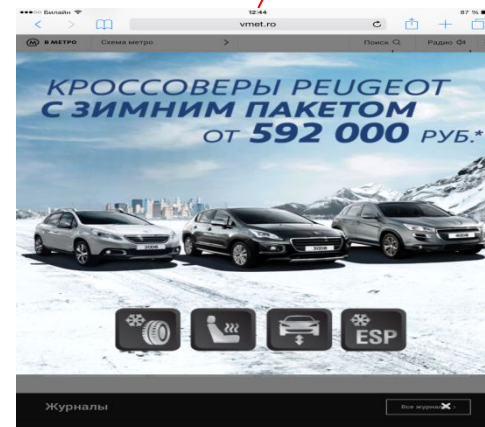 Билайн 12:44 87 %
vmet.ro
В МЕТРО Схема метро Поиск Радио
КРОССОВЕРЫ PEUGEOT
С ЗИМНИМ ПАКЕТОМ
ОТ 592 000 РУБ.*
ESP
Журналы Все журналы